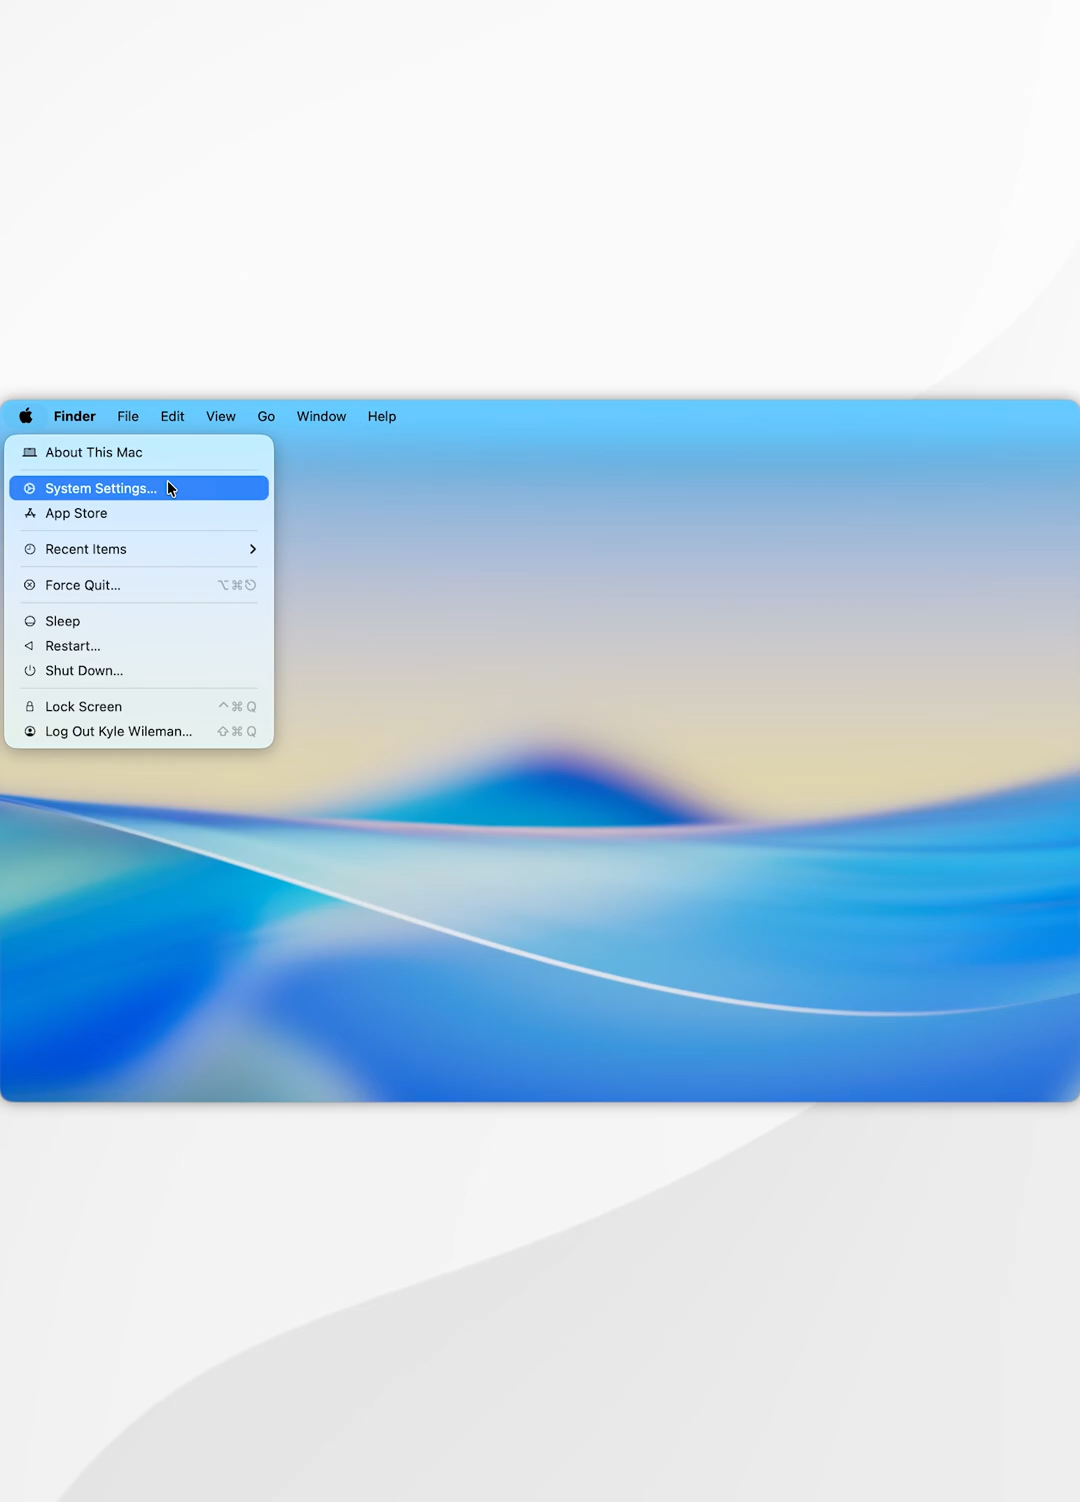 Finder File Edit View Go Window Help
About This Mac
System Settings...
App Store
Recent Items
Force Quit... ⌥⌘⎋
Sleep
Restart...
Shut Down...
Lock Screen ^⌘Q
Log Out Kyle Wileman... ⇧⌘Q